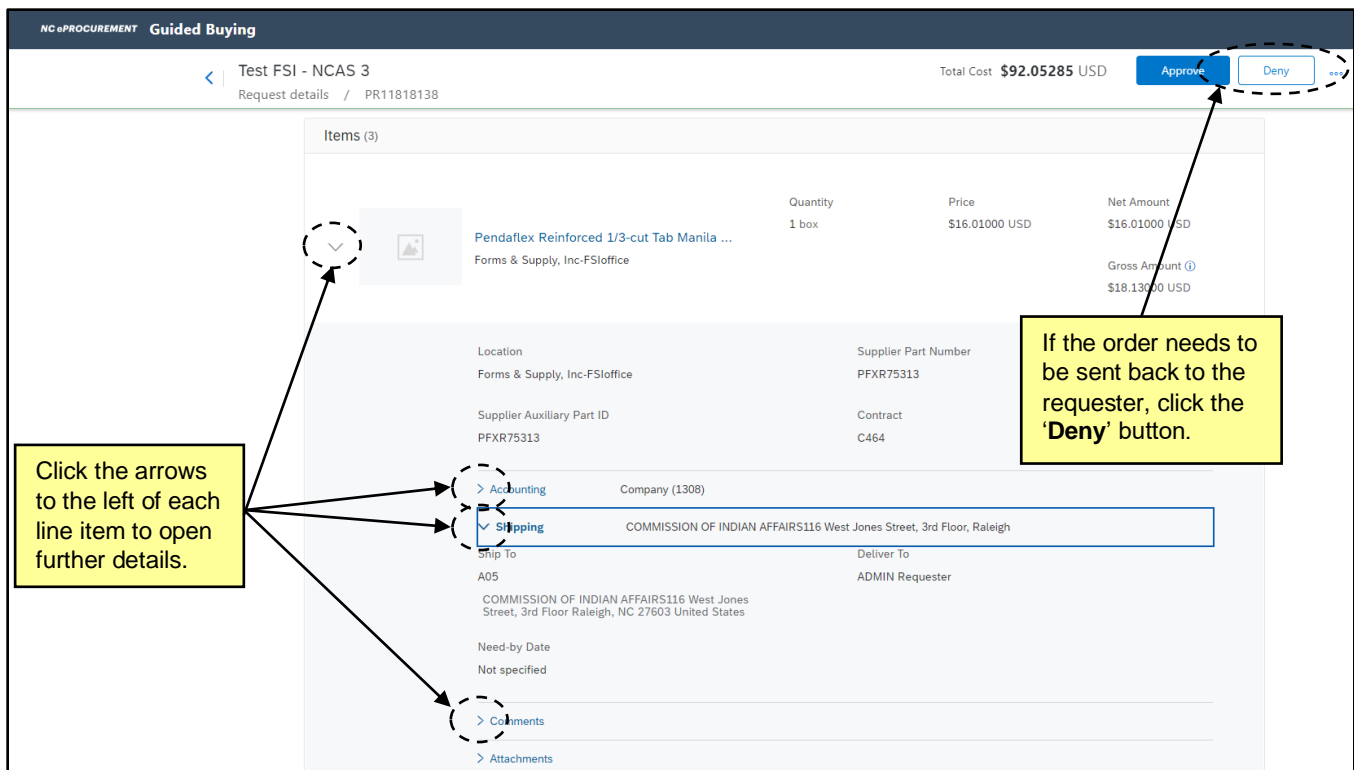 NC ePROCUREMENT Guided Buying
Test FSI - NCAS 3
Request details / PR11818138
Total Cost $92.05285 USD
Approve
Deny
Items (3)
Pendaflex Reinforced 1/3-cut Tab Manila ...
Forms & Supply, Inc-FSIoffice
Quantity
1 box
Price
$16.01000 USD
Net Amount
$16.01000 USD
Gross Amount
$18.13000 USD
Location
Forms & Supply, Inc-FSIoffice
Supplier Part Number
PFXR75313
Supplier Auxiliary Part ID
PFXR75313
Contract
C464
If the order needs to
be sent back to the
requester, click the
‘Deny’ button.
Click the arrows
to the left of each
line item to open
further details.
Accounting Company (1308)
Shipping COMMISSION OF INDIAN AFFAIRS116 West Jones Street, 3rd Floor, Raleigh
Ship To
A05
COMMISSION OF INDIAN AFFAIRS116 West Jones
Street, 3rd Floor Raleigh, NC 27603 United States
Deliver To
ADMIN Requester
Need-by Date
Not specified
Comments
Attachments